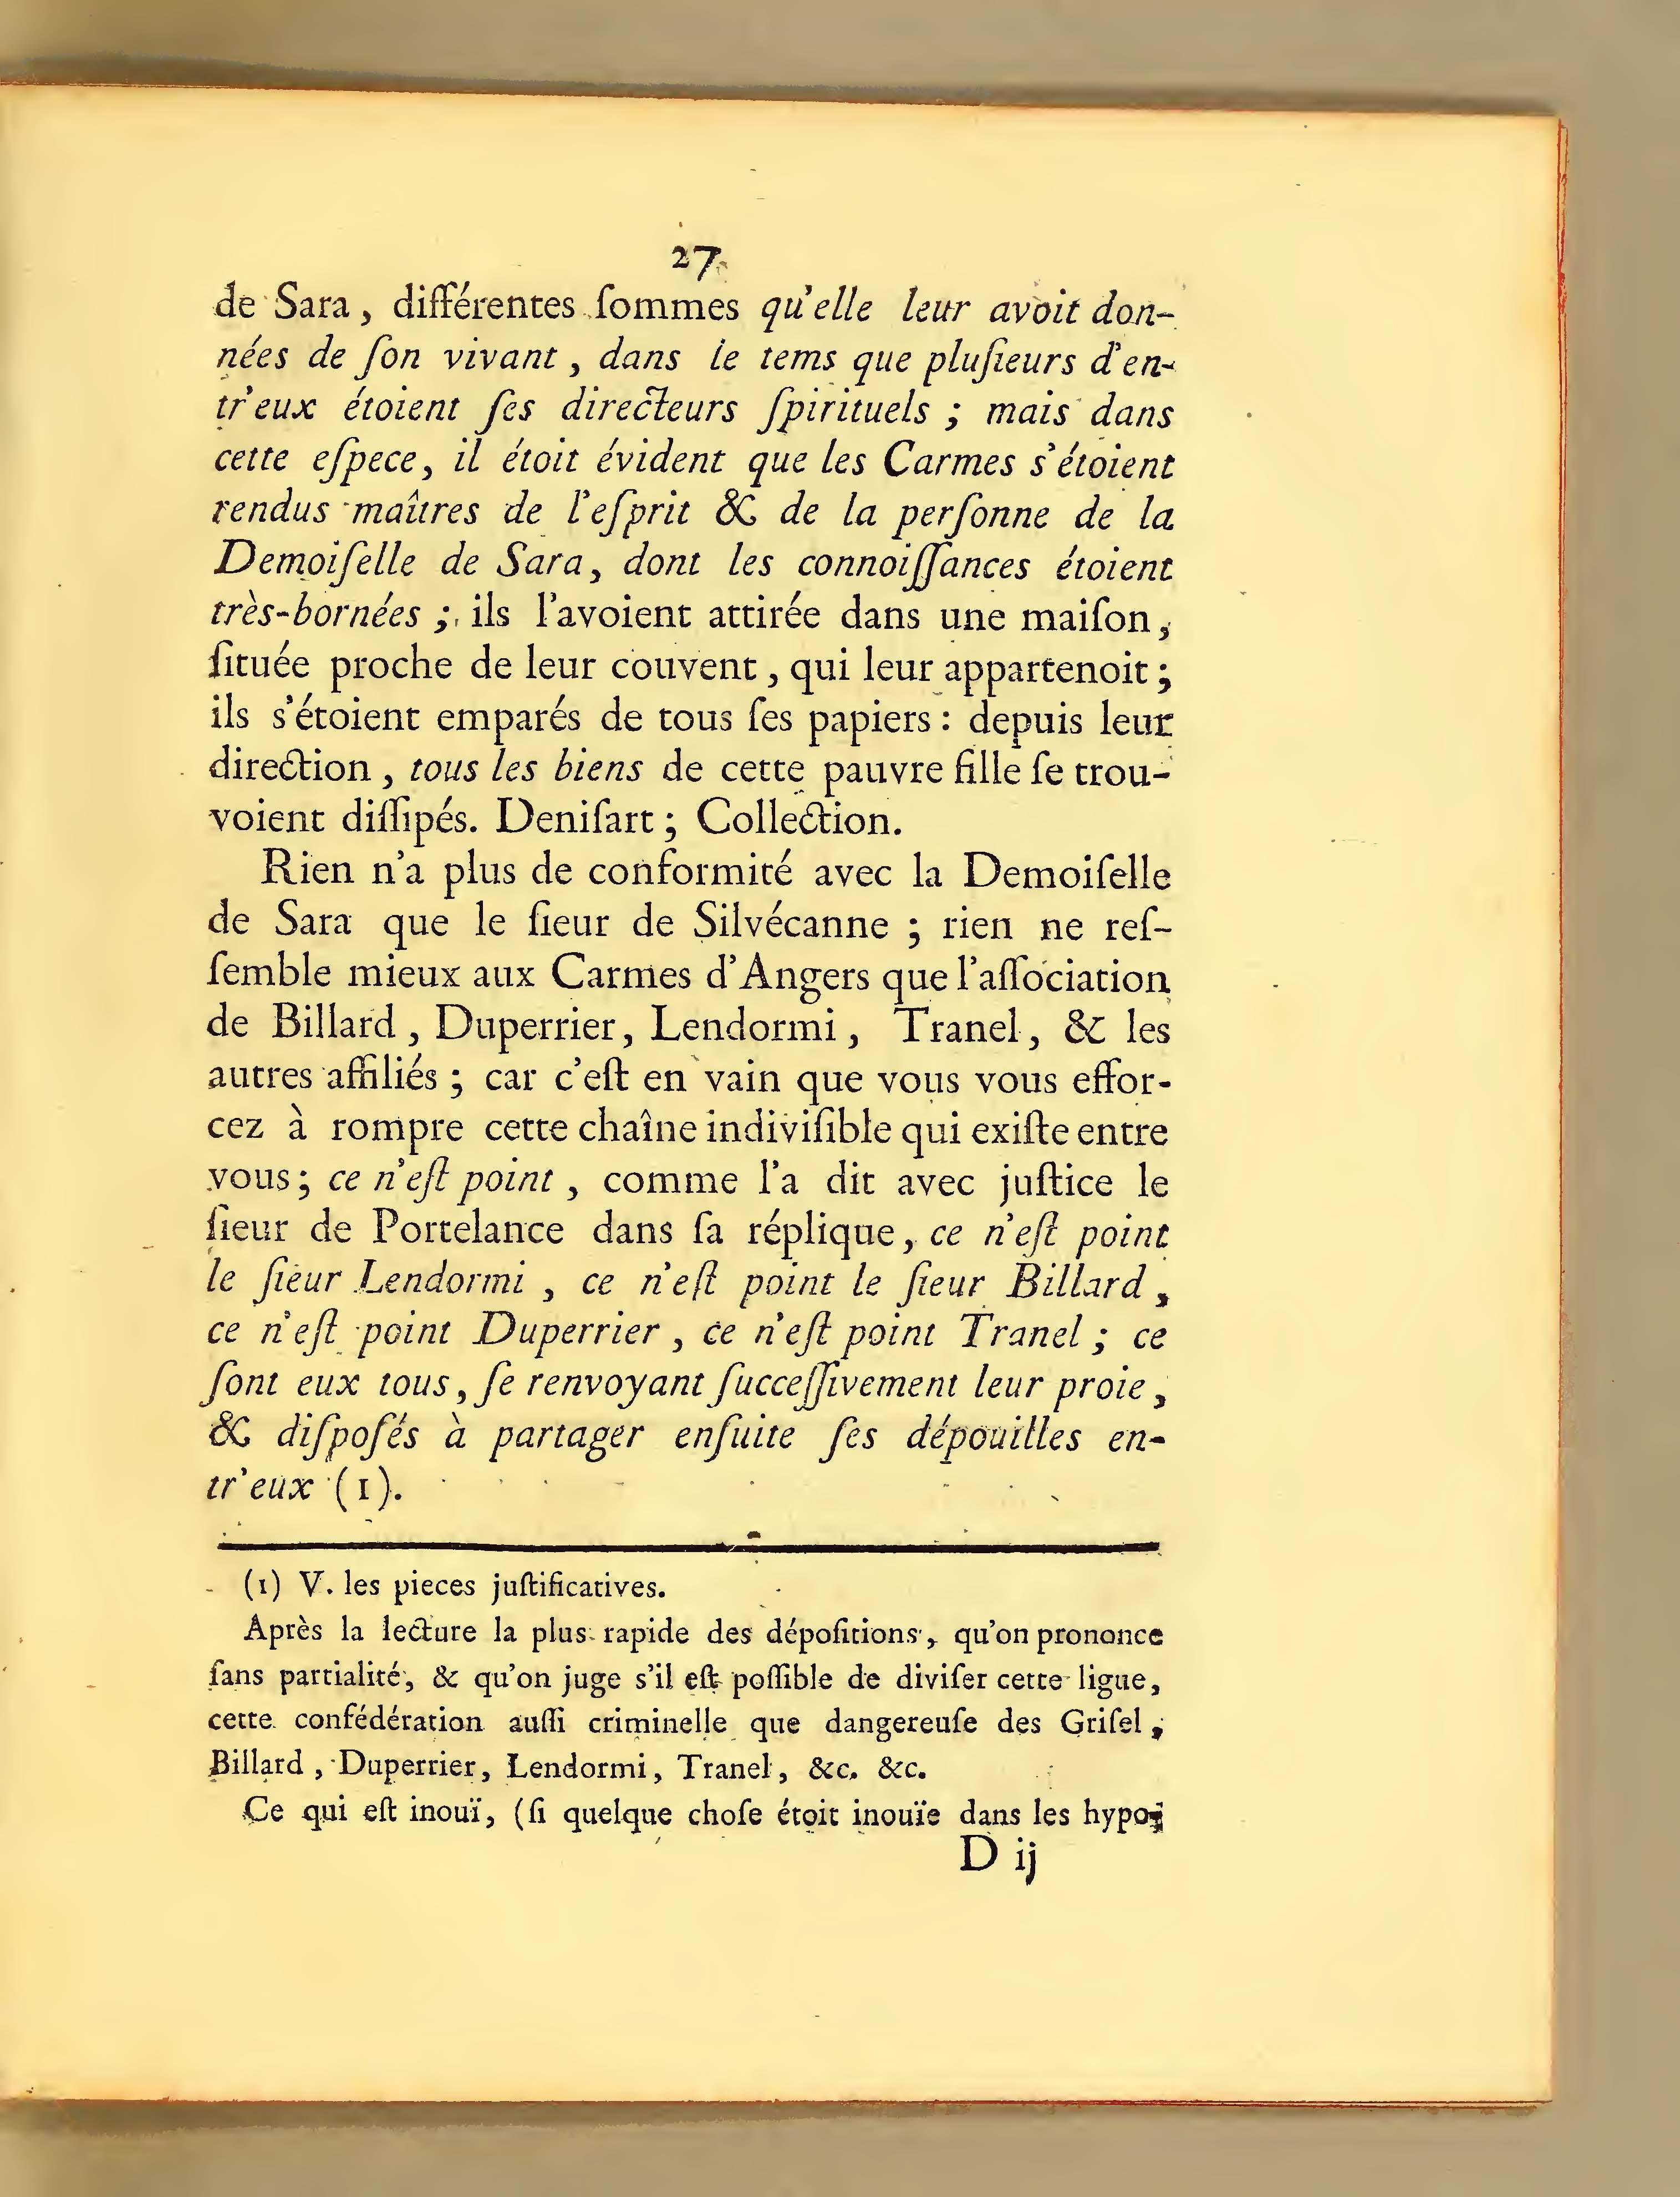 27
de Sara, différentes ſommes qu'elle leur avoit don-
nées de ſon vivant, dans le tems que pluſieurs d'en-
tr'eux étoient ſes directeurs ſpirituels ; mais dans
cette eſpece, il étoit évident que les Carmes s'étoient
rendus maîtres de l'eſprit & de la perſonne de la
Demoiſelle de Sara, dont les connoiſſances étoient
très-bornées ; ils l'avoient attirée dans une maiſon,
ſituée proche de leur couvent, qui leur appartenoit ;
ils s'étoient emparés de tous ſes papiers : depuis leur
direction, tous les biens de cette pauvre fille ſe trou-
voient diſſipés. Deniſart ; Collection.
Rien n'a plus de conformité avec la Demoiſelle
de Sara que le ſieur de Silvécanne ; rien ne reſ-
ſemble mieux aux Carmes d'Angers que l'aſſociation
de Billard, Duperrier, Lendormi, Tranel, & les
autres affiliés ; car c'eſt en vain que vous vous effor-
cez à rompre cette chaîne indiviſible qui exiſte entre
vous ; ce n'eſt point, comme l'a dit avec juſtice le
ſieur de Portelance dans ſa réplique, ce n'eſt point
le ſieur Lendormi, ce n'eſt point le ſieur Billard,
ce n'eſt point Duperrier, ce n'eſt point Tranel ; ce
ſont eux tous, ſe renvoyant ſucceſſivement leur proie,
& diſpoſés à partager enſuite ſes dépouilles en-
tr'eux (1).
(1) V. les pieces juſtificatives.
Après la lecture la plus rapide des dépoſitions, qu'on prononce
ſans partialité, & qu'on juge s'il eſt poſſible de diviſer cette ligue,
cette confédération auſſi criminelle que dangereuſe des Griſel,
Billard, Duperrier, Lendormi, Tranel, &c. &c.
Ce qui eſt inouï, (ſi quelque choſe étoit inouïe dans les hypo-
D ij